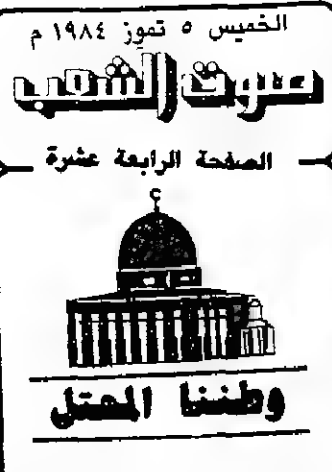 الخميس ٥ تموز ١٩٨٤ م
صوت الشعب
الصفحة الرابعة عشرة
وطننا المحتل